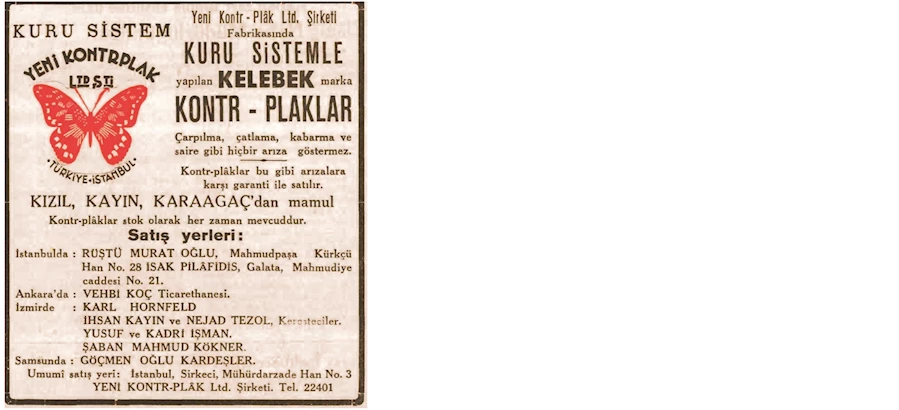 KURU SİSTEM
YENİ KONTRPLAK
LTD ŞTİ
TÜRKİYE-İSTANBUL
Yeni Kontr-Plâk Ltd. Şirketi
Fabrikasında
KURU SİSTEMLE
yapılan KELEBEK marka
KONTR - PLAKLAR
Çarpılma, çatlama, kabarma ve
saire gibi hiçbir arıza göstermez.
Kontr-plâklar bu gibi arızalara
karşı garanti ile satılır.
KIZIL, KAYIN, KARAAGAÇ'dan mamul
Kontr-plâklar stok olarak her zaman mevcuddur.
Satış yerleri:
İstanbulda : RÜŞTÜ MURAT OĞLU, Mahmudpaşa Kürkçü
Han No. 28 İSAK PİLÂFİDİS, Galata, Mahmudiye
caddesi No. 21.
Ankara'da : VEHBİ KOÇ Ticarethanesi.
İzmirde : KARL HORNFELD
İHSAN KAYIN ve NEJAD TEZOL, Keresteciler.
YUSUF ve KADRİ İŞMAN.
ŞABAN MAHMUD KÖKNER.
Samsunda : GÖÇMEN OĞLU KARDEŞLER.
Umumî satış yeri: İstanbul, Sirkeci, Mühürdarzade Han No. 3
YENİ KONTR-PLÂK Ltd. Şirketi. Tel. 22401